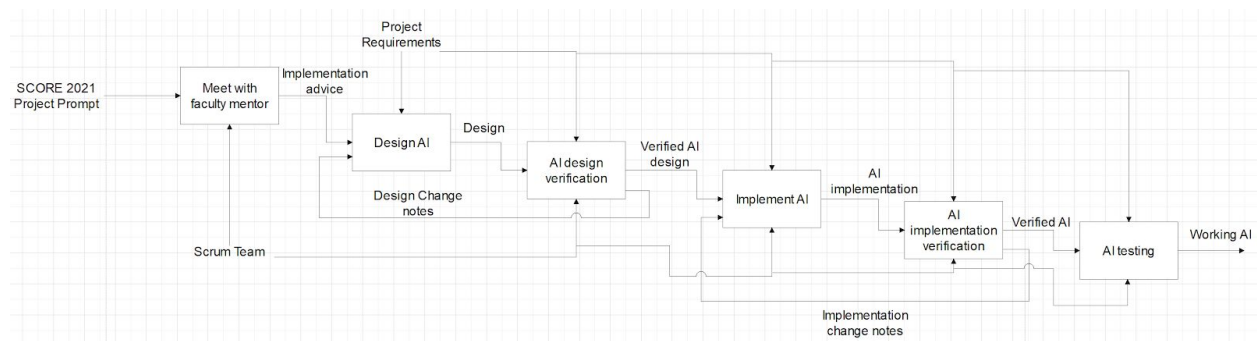 Project
Requirements
SCORE 2021
Project Prompt
Meet with
faculty mentor
Implementation
advice
Design AI
Design
AI design
verification
Verified AI
design
Design Change
notes
Implement AI
AI
implementation
AI
implementation
verification
Verified AI
AI testing
Working AI
Scrum Team
Implementation
change notes